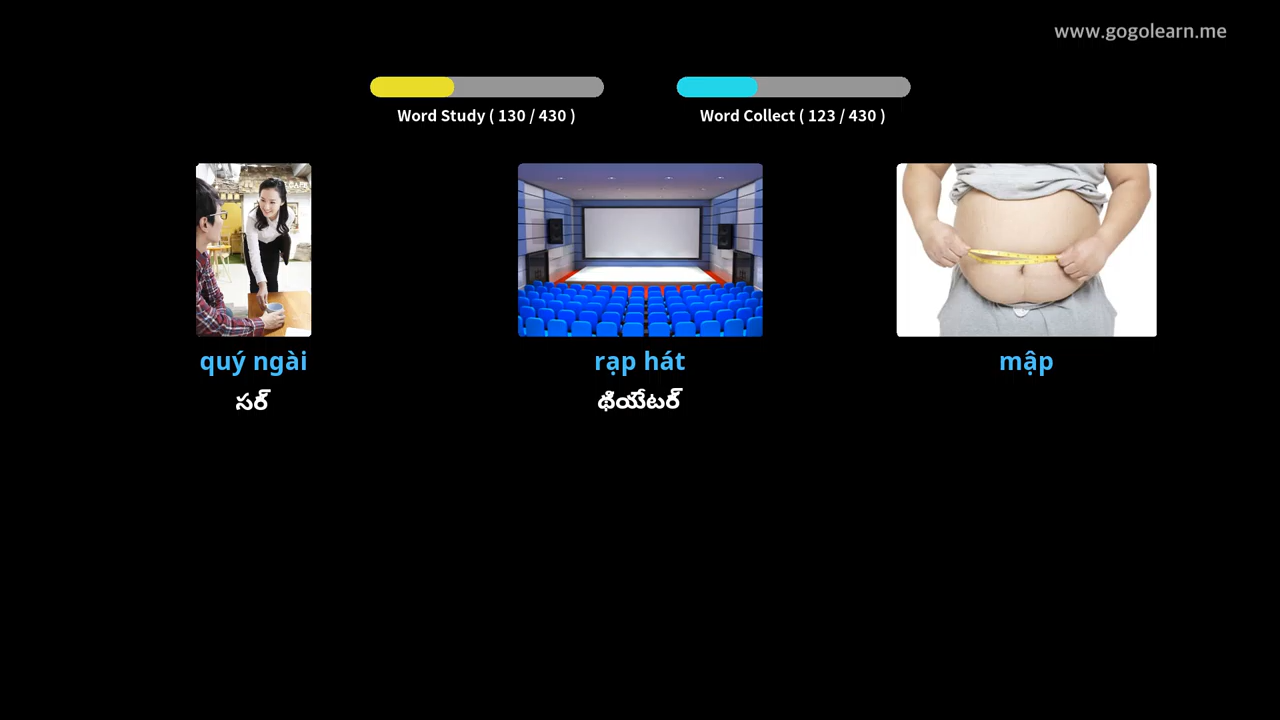 www.gogolearn.me
Word Study ( 130 / 430 )
Word Collect ( 123 / 430 )
quý ngài
rạp hát
mập
సర్
థియేటర్